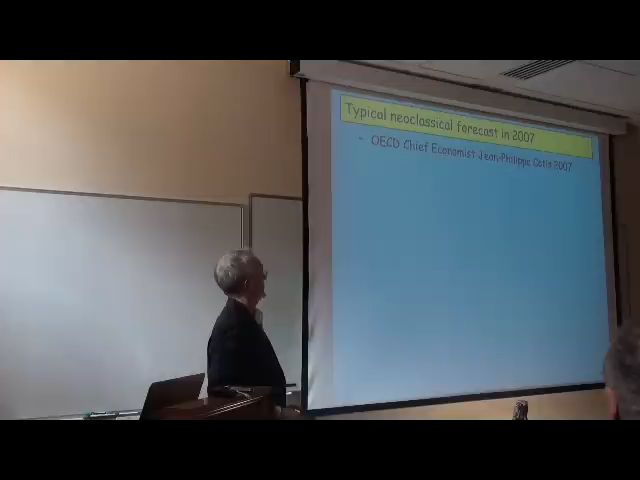 Typical neoclassical forecast in 2007
- OECD Chief Economist Jean-Philippe Cotis 2007